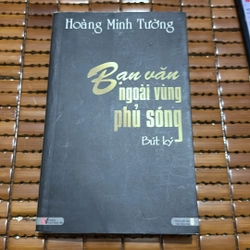 Hoàng Minh Tường
Bạn văn
ngoài vùng
phủ sóng
Bút ký